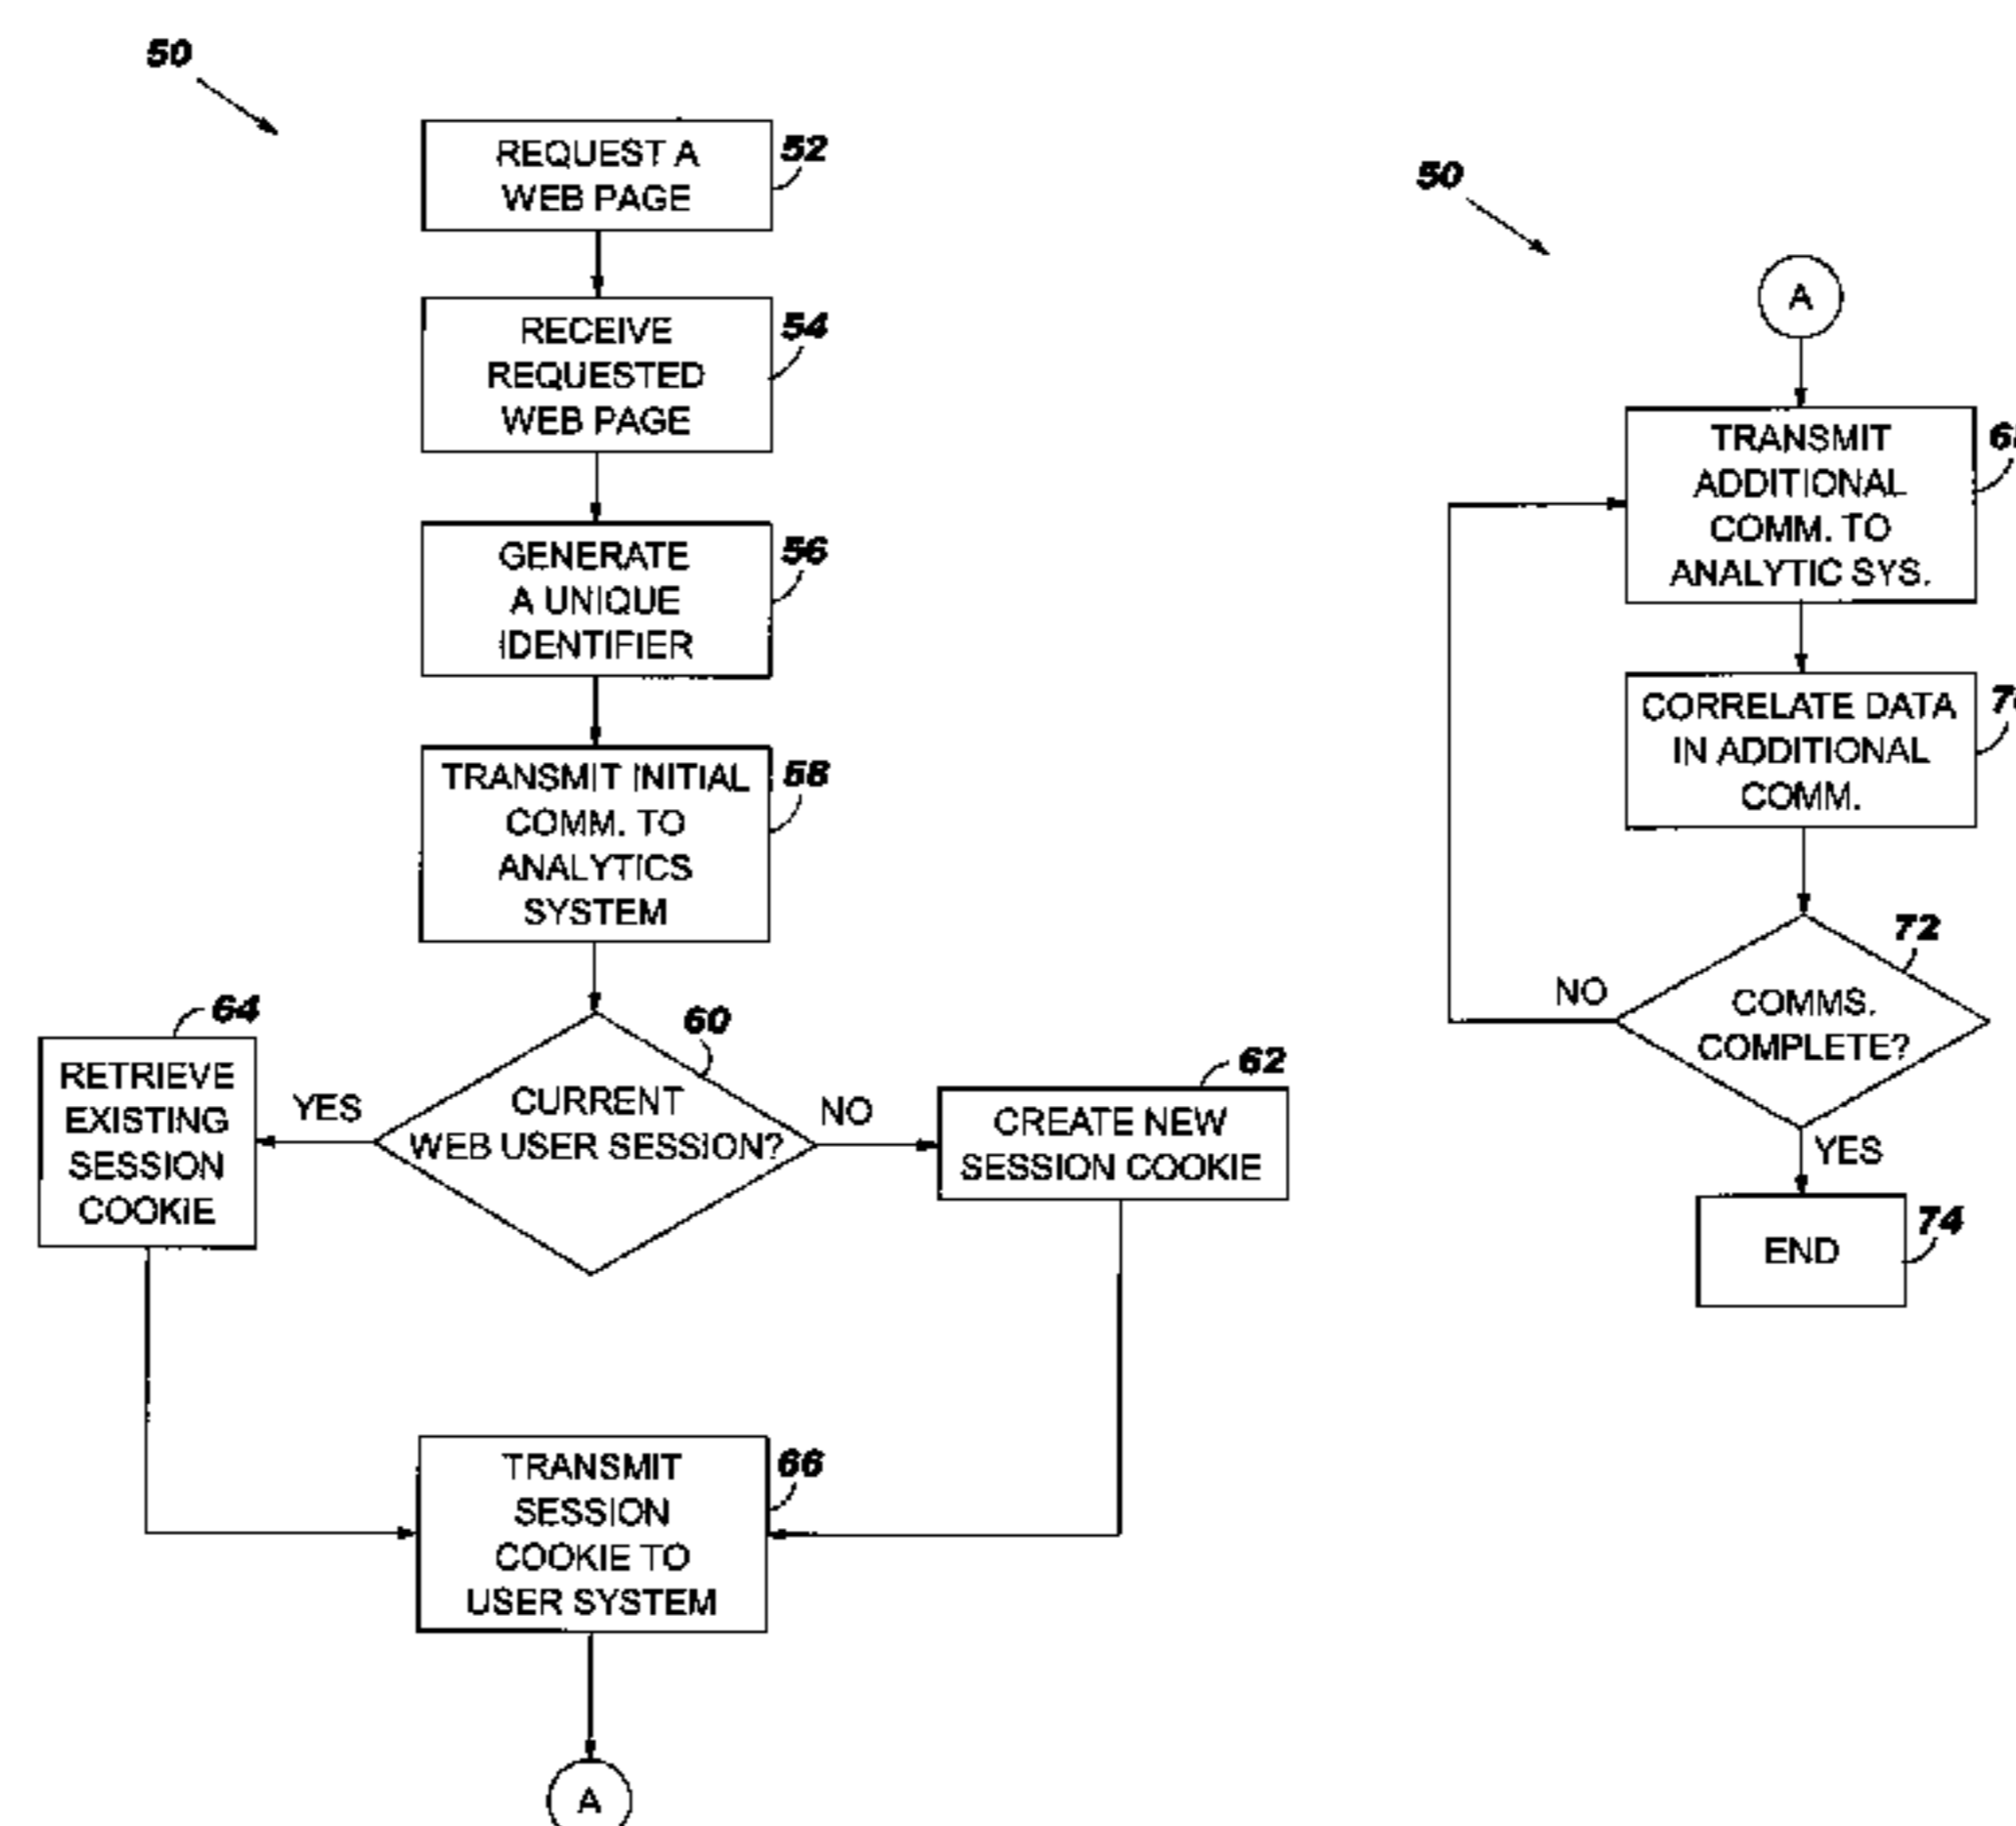 50
REQUEST A
WEB PAGE
52
RECEIVE
REQUESTED
WEB PAGE
54
GENERATE
A UNIQUE
IDENTIFIER
56
TRANSMIT INITIAL
COMM. TO
ANALYTICS
SYSTEM
58
CURRENT
WEB USER SESSION?
60
YES
NO
RETRIEVE
EXISTING
SESSION
COOKIE
64
CREATE NEW
SESSION COOKIE
62
TRANSMIT
SESSION
COOKIE TO
USER SYSTEM
66
A
50
A
TRANSMIT
ADDITIONAL
COMM. TO
ANALYTIC SYS.
CORRELATE DATA
IN ADDITIONAL
COMM.
COMMS.
COMPLETE?
72
NO
YES
END
74